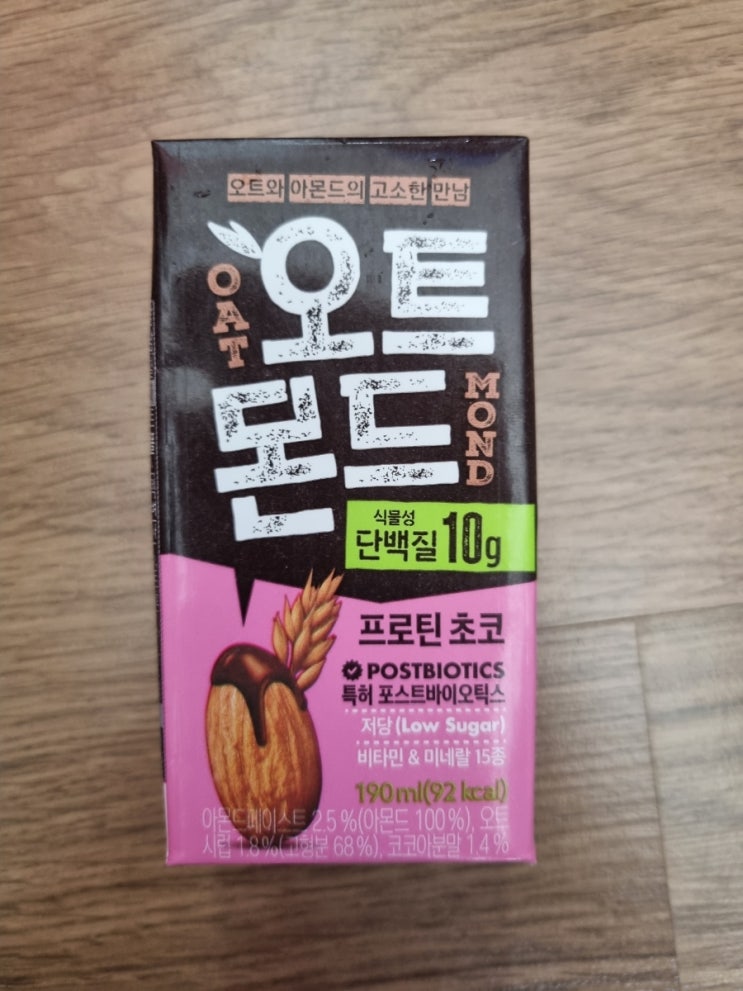 오트와 아몬드의 고소한 만남
OAT
오트
몬드
MOND
식물성
단백질 10g
프로틴 초코
POSTBIOTICS
특허 포스트바이오틱스
저당 (Low Sugar)
비타민 & 미네랄 15종
190 ml(92 kcal)
아몬드페이스트 2.5 %(아몬드 100 %), 오트
시럽 1.8 %(고형분 68 %), 코코아분말 1.4 %